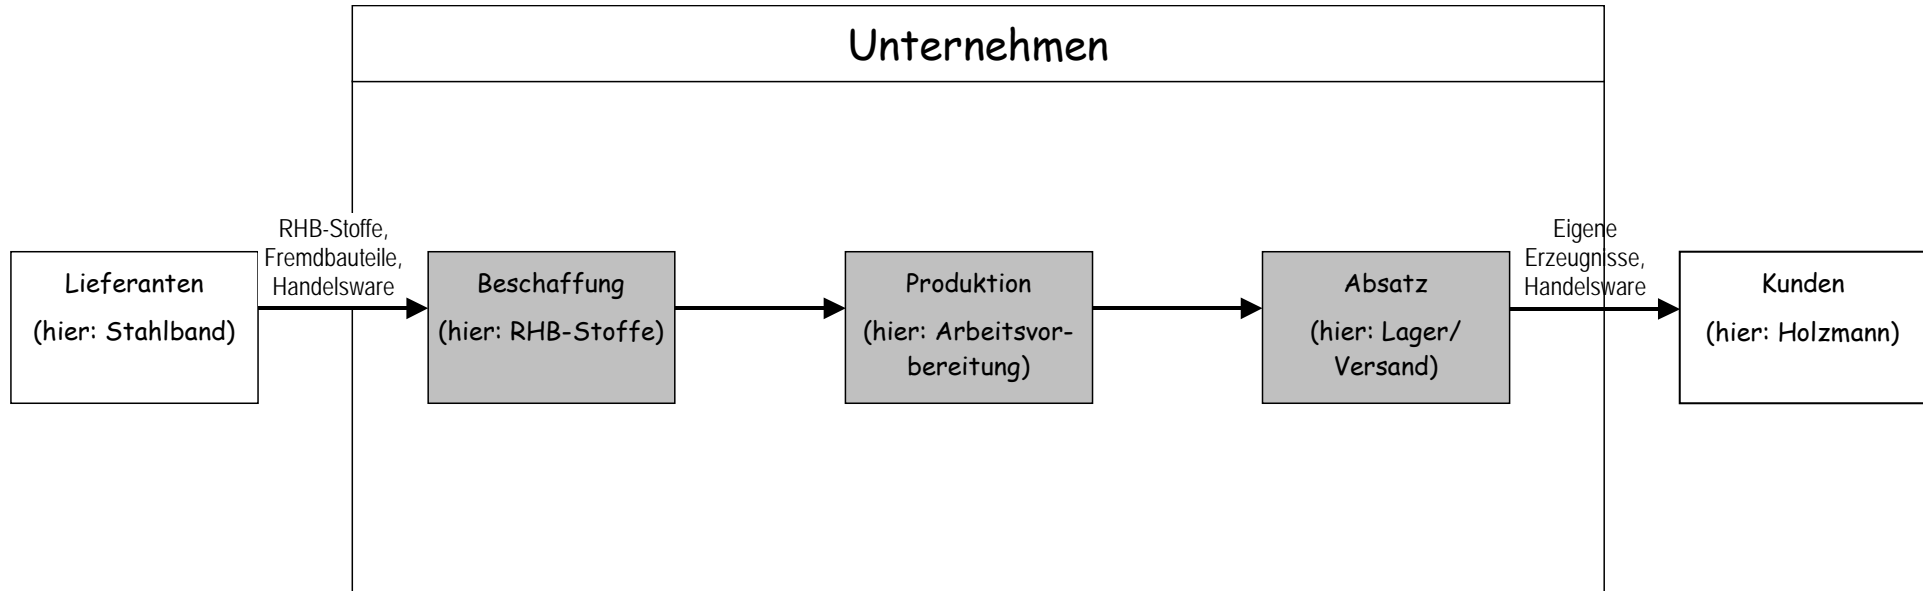 Unternehmen
RHB-Stoffe,
Fremdbauteile,
Handelsware
Eigene
Erzeugnisse,
Handelsware
Lieferanten
(hier: Stahlband)
Beschaffung
(hier: RHB-Stoffe)
Produktion
(hier: Arbeitsvor-
bereitung)
Absatz
(hier: Lager/
Versand)
Kunden
(hier: Holzmann)